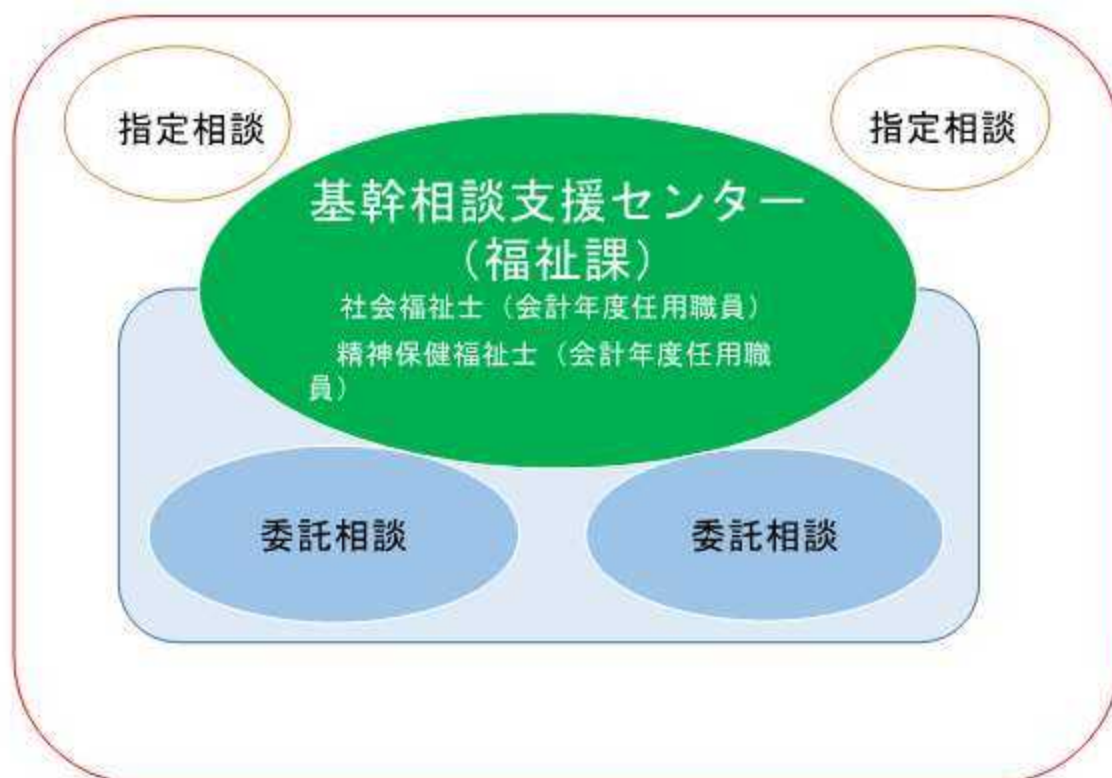 指定相談
指定相談
基幹相談支援センター
（福祉課）
社会福祉士（会計年度任用職員）
精神保健福祉士（会計年度任用職
員）
委託相談
委託相談